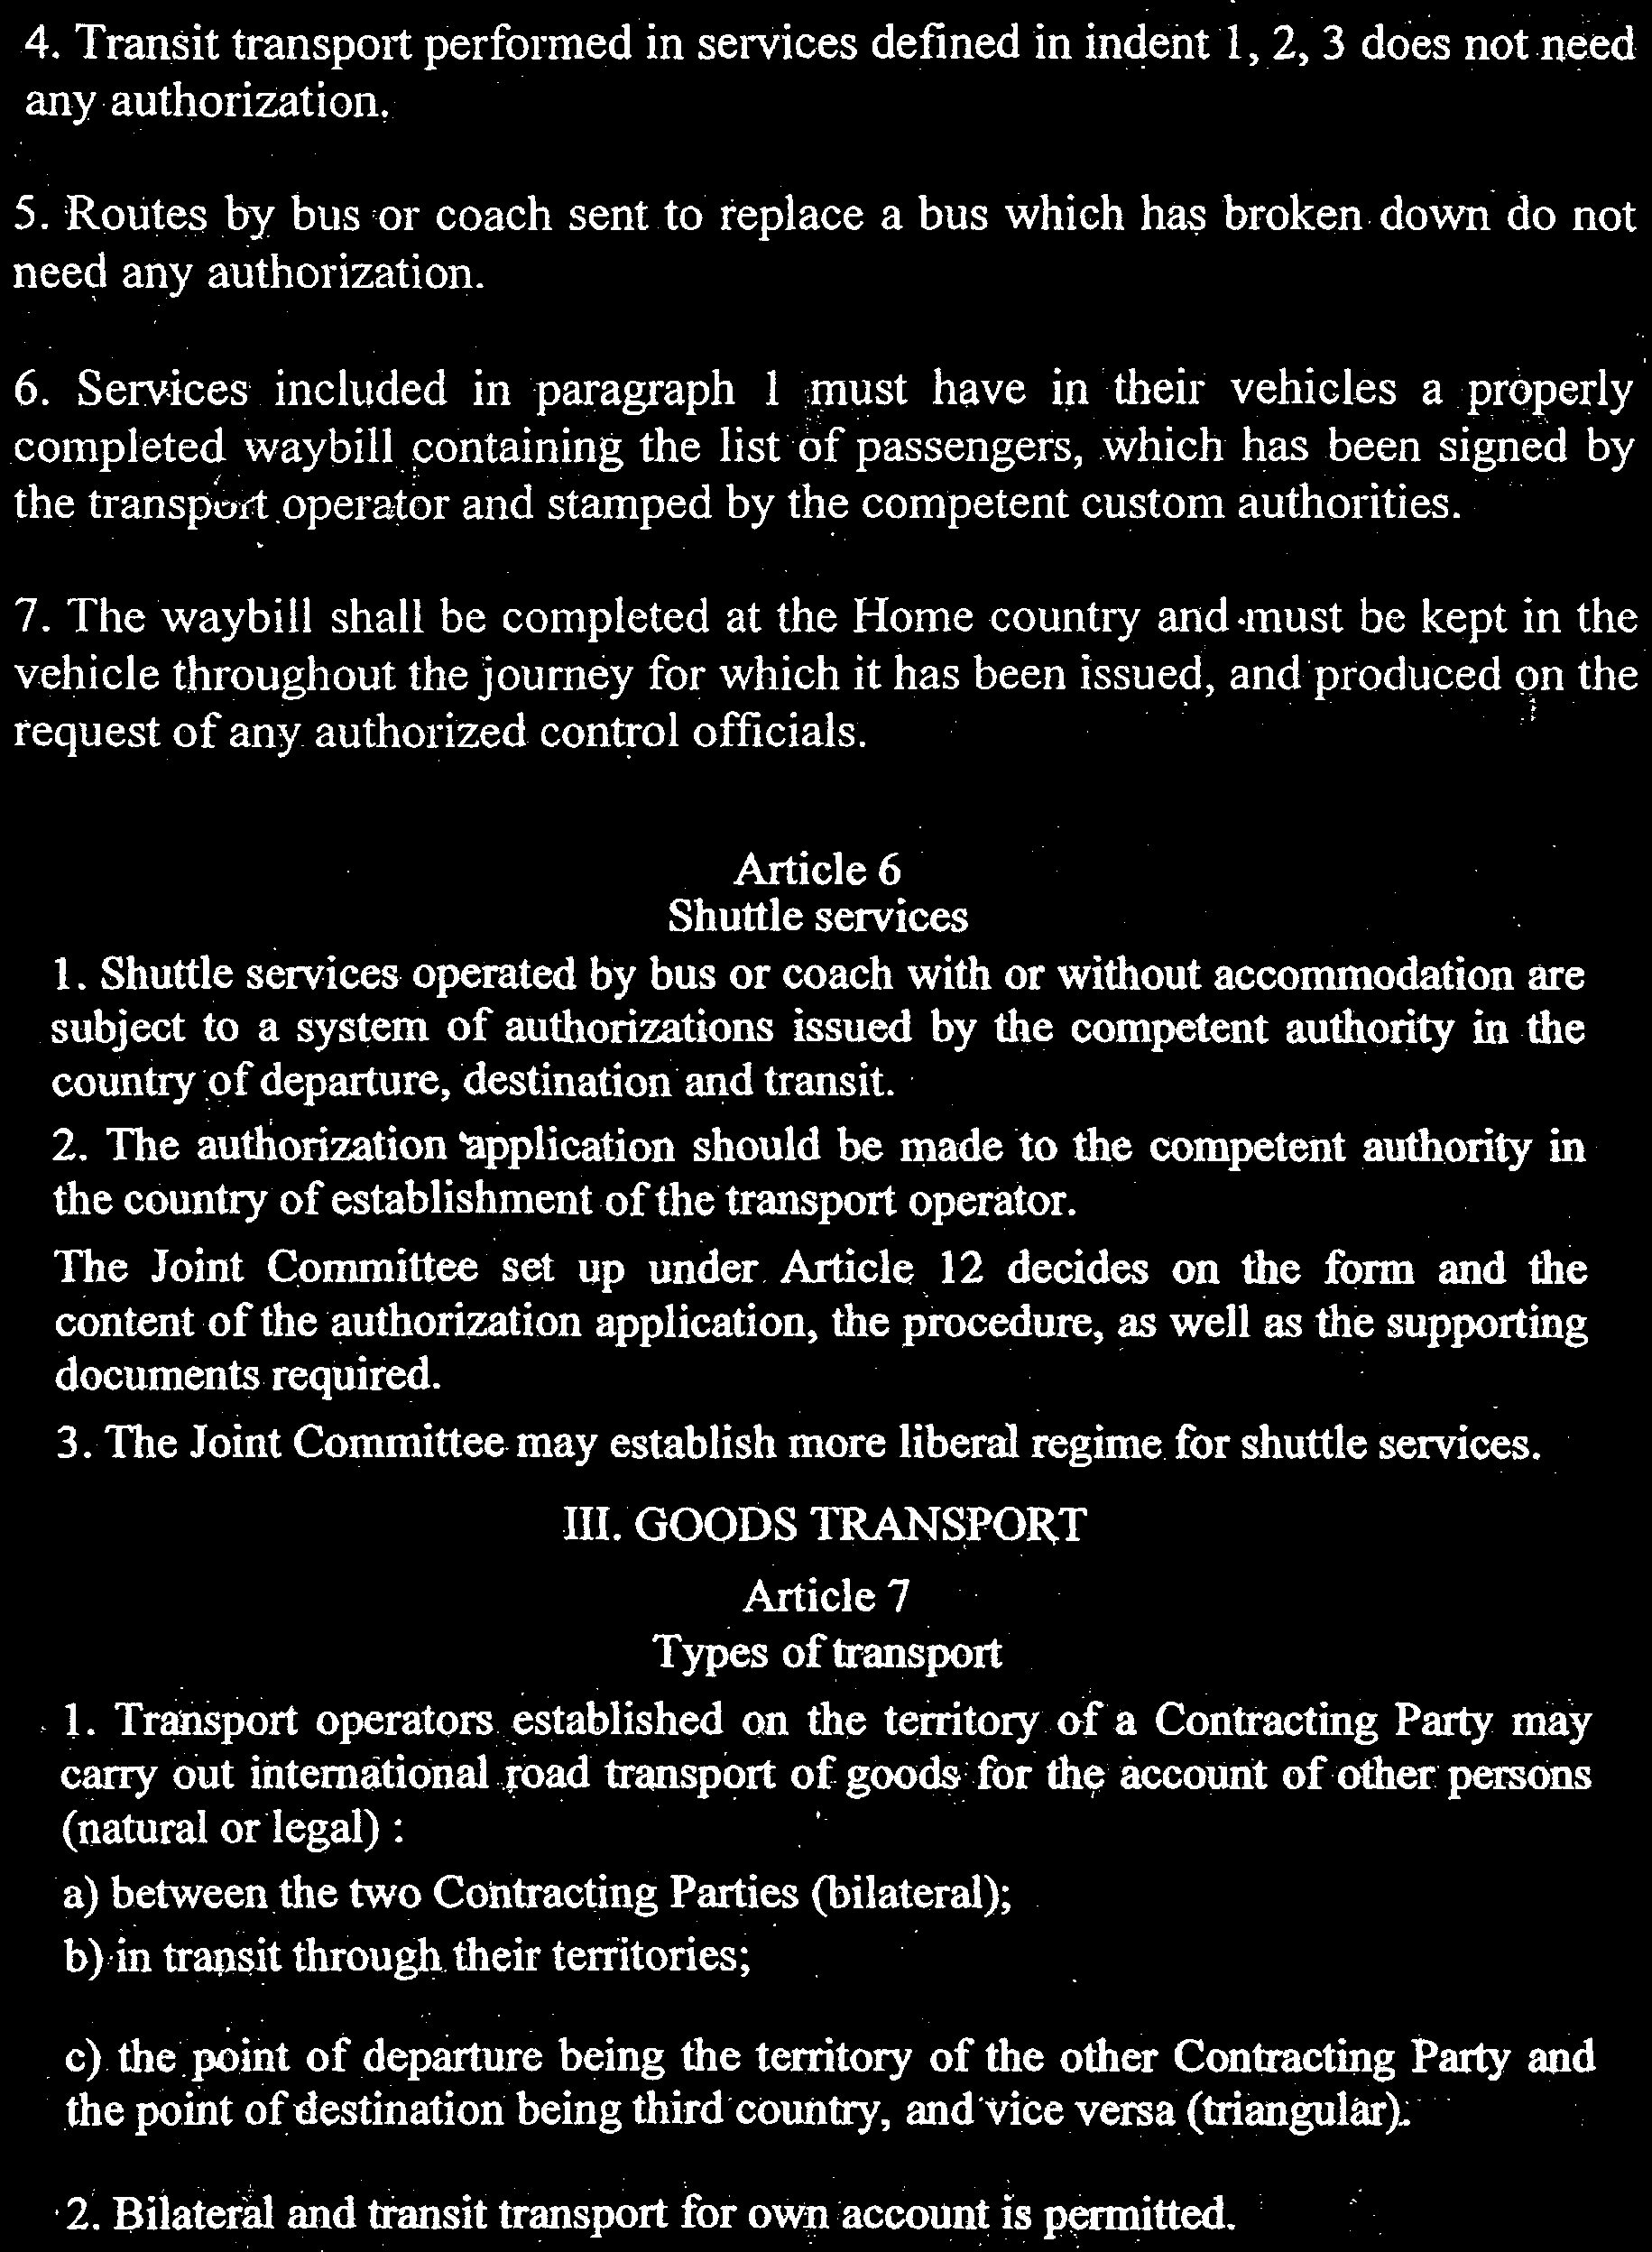 4. Transit transport performed in services defined in indent 1, 2, 3 does not need
any authorization.
5. Routes by bus or coach sent to replace a bus which has broken down do not
need any authorization.
6. Services included in paragraph 1 must have in their vehicles a properly
completed waybill containing the list of passengers, which has been signed by
the transport operator and stamped by the competent custom authorities.
7. The waybill shall be completed at the Home country and must be kept in the
vehicle throughout the journey for which it has been issued, and produced on the
request of any authorized control officials.
Article 6
Shuttle services
1. Shuttle services operated by bus or coach with or without accommodation are
subject to a system of authorizations issued by the competent authority in the
country of departure, destination and transit.
2. The authorization application should be made to the competent authority in
the country of establishment of the transport operator.
The Joint Committee set up under Article 12 decides on the form and the
content of the authorization application, the procedure, as well as the supporting
documents required.
3. The Joint Committee may establish more liberal regime for shuttle services.
III. GOODS TRANSPORT
Article 7
Types of transport
1. Transport operators established on the territory of a Contracting Party may
carry out international road transport of goods for the account of other persons
(natural or legal) :
a) between the two Contracting Parties (bilateral);
b) in transit through their territories;
c) the point of departure being the territory of the other Contracting Party and
the point of destination being third country, and vice versa (triangular).
2. Bilateral and transit transport for own account is permitted.